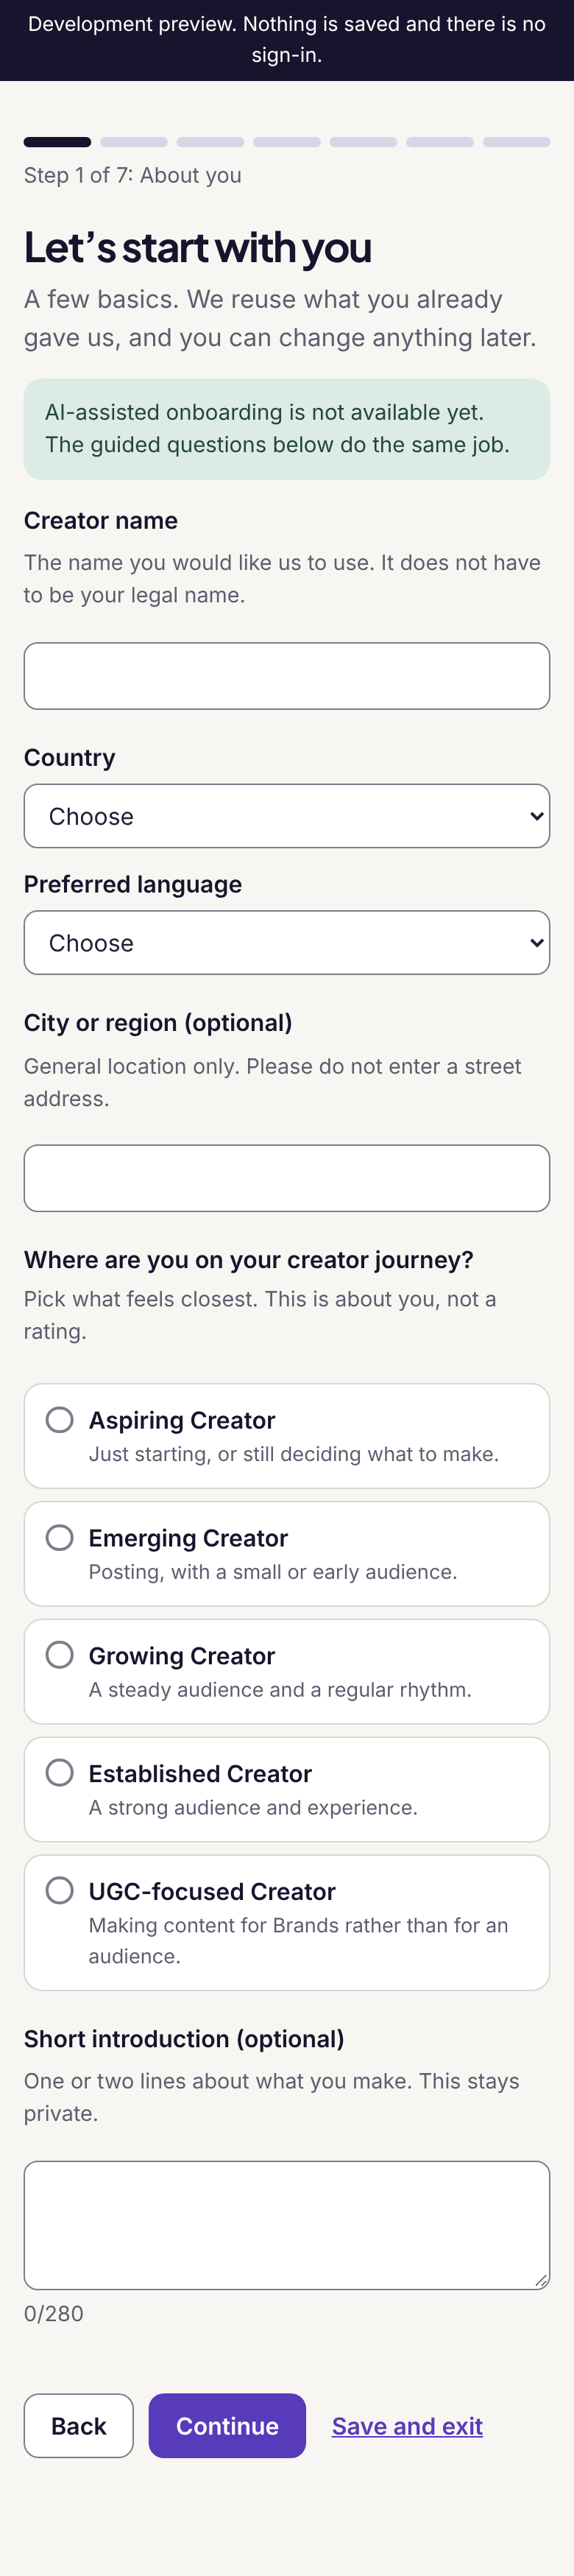 Development preview. Nothing is saved and there is no
sign-in.
Step 1 of 7: About you
Let’s start with you
A few basics. We reuse what you already
gave us, and you can change anything later.
AI-assisted onboarding is not available yet.
The guided questions below do the same job.
Creator name
The name you would like us to use. It does not have
to be your legal name.
Country
Choose
Preferred language
Choose
City or region (optional)
General location only. Please do not enter a street
address.
Where are you on your creator journey?
Pick what feels closest. This is about you, not a
rating.
Aspiring Creator
Just starting, or still deciding what to make.
Emerging Creator
Posting, with a small or early audience.
Growing Creator
A steady audience and a regular rhythm.
Established Creator
A strong audience and experience.
UGC-focused Creator
Making content for Brands rather than for an
audience.
Short introduction (optional)
One or two lines about what you make. This stays
private.
0/280
Back Continue Save and exit